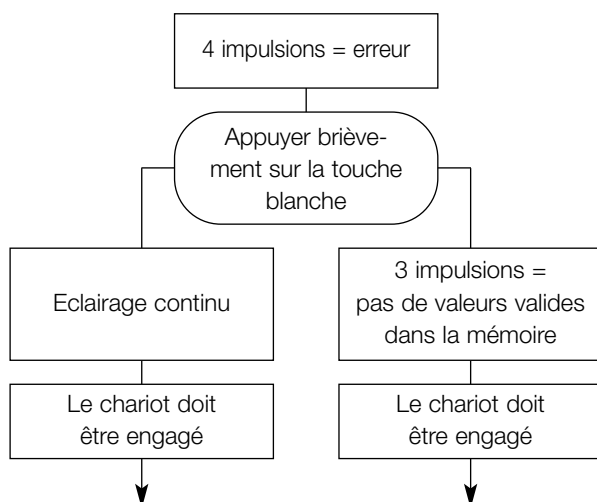 4 impulsions = erreur
Appuyer briève-
ment sur la touche
blanche
Eclairage continu
3 impulsions =
pas de valeurs valides
dans la mémoire
Le chariot doit
être engagé
Le chariot doit
être engagé